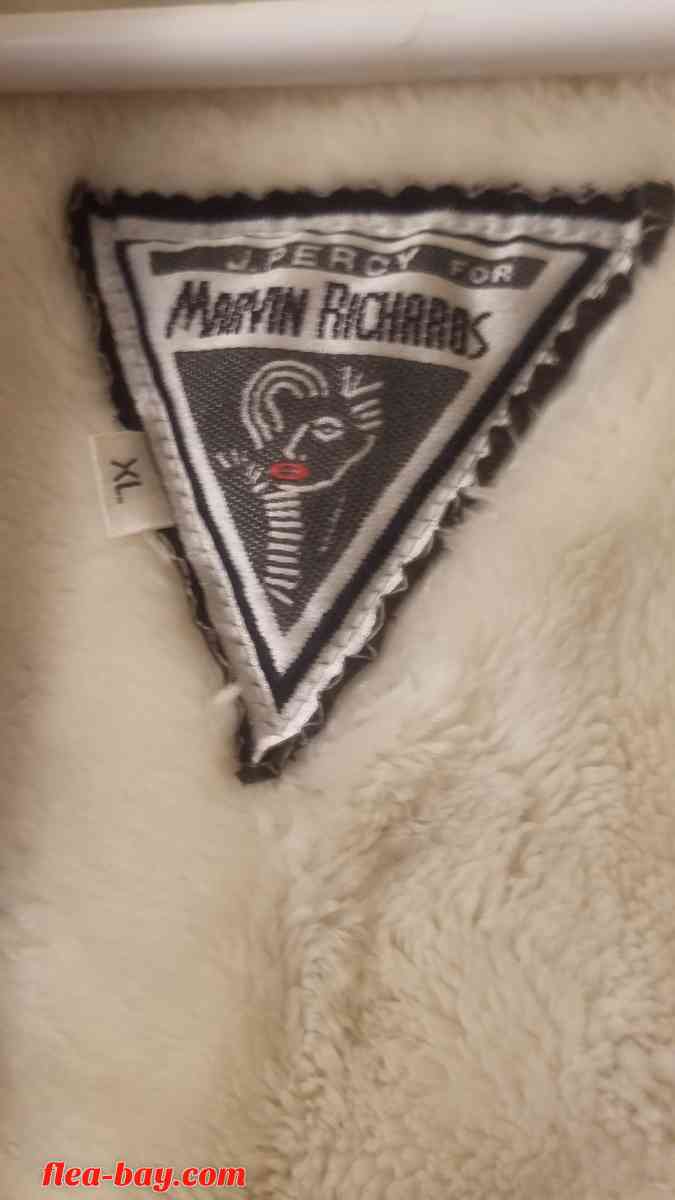 J. PERCY FOR
MARVIN RICHARDS
XL
flea-bay.com